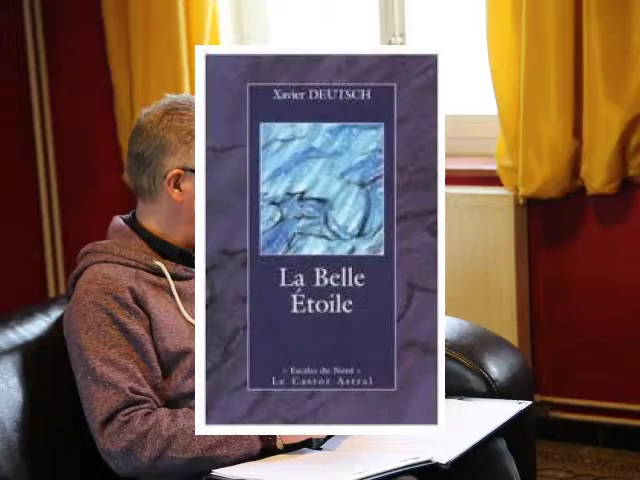 Xavier DEUTSCH
La Belle
Étoile
« Escales du Nord »
Le Castor Astral